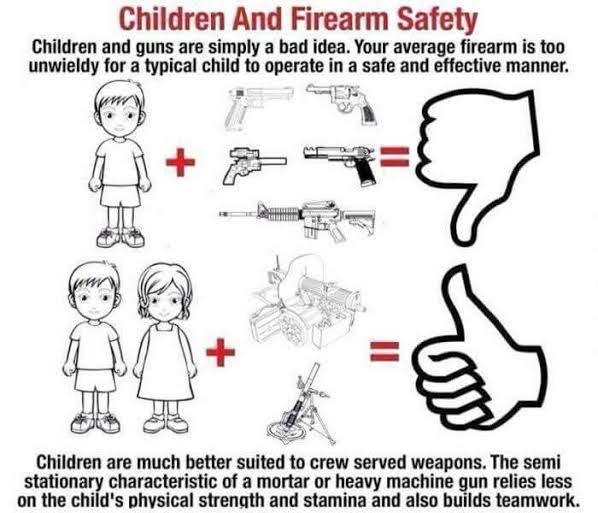 Children And Firearm Safety
Children and guns are simply a bad idea. Your average firearm is too
unwieldy for a typical child to operate in a safe and effective manner.
+
=
+
=
Children are much better suited to crew served weapons. The semi
stationary characteristic of a mortar or heavy machine gun relies less
on the child's physical strength and stamina and also builds teamwork.